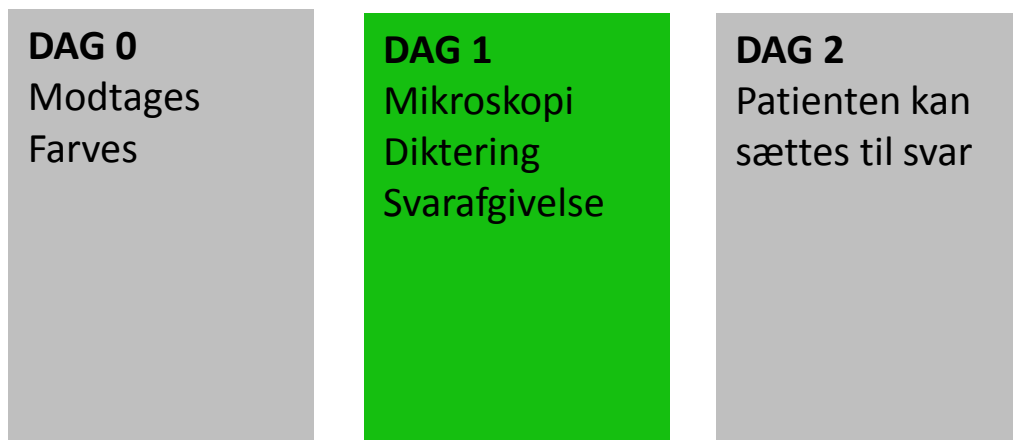 DAG 0
Modtages
Farves
DAG 1
Mikroskopi
Diktering
Svarafgivelse
DAG 2
Patienten kan
sættes til svar